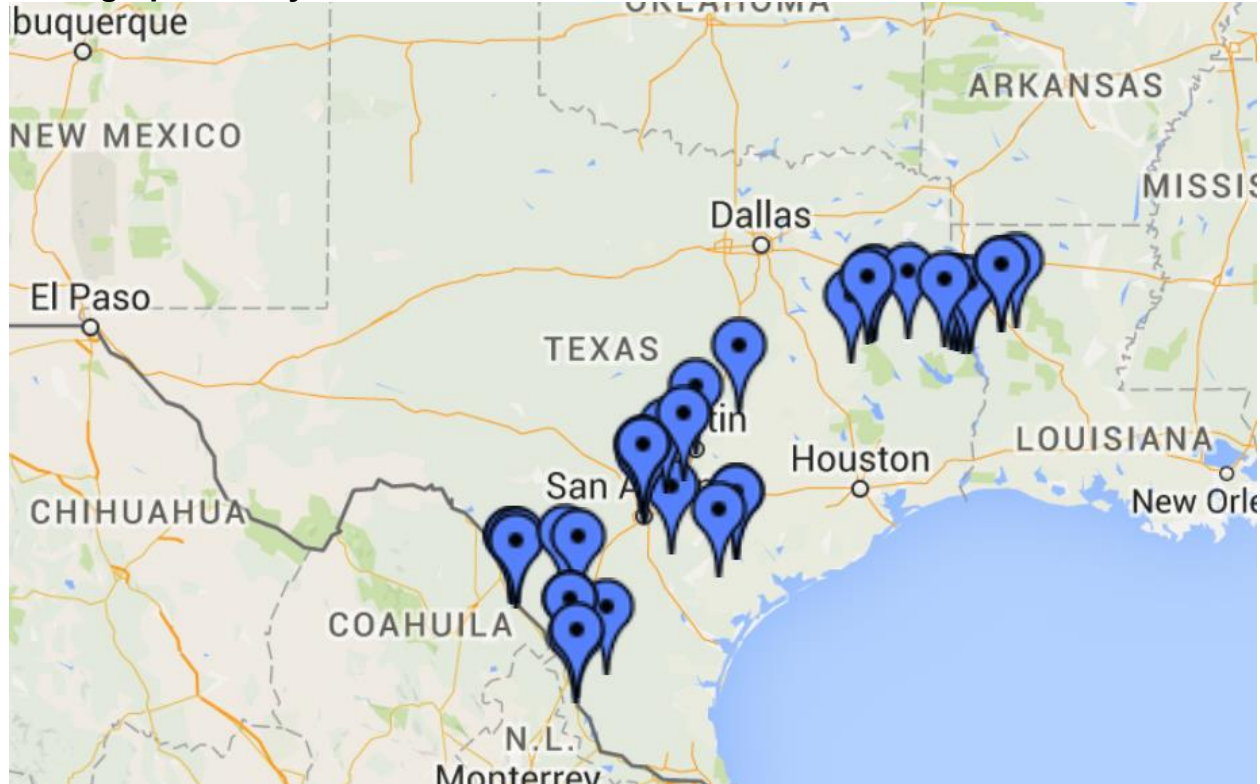 buquerque
OKLAHOMA
ARKANSAS
NEW MEXICO
MISSIS
Dallas
El Paso
TEXAS
tin
LOUISIANA
Houston
San A
New Orle
CHIHUAHUA
COAHUILA
N.L.
Monterrey